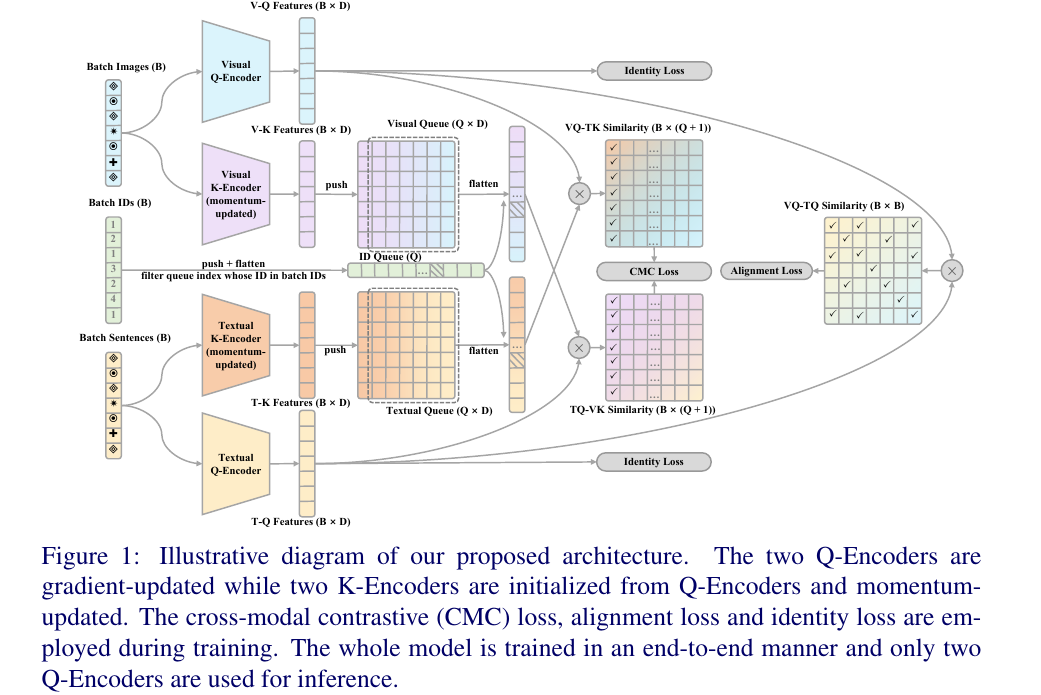 V-Q Features (B × D)
Batch Images (B)
Visual
Q-Encoder
Identity Loss
V-K Features (B × D)
Visual Queue (Q × D)
VQ-TK Similarity (B × (Q + 1))
Visual
K-Encoder
(momentum-
updated)
push
flatten
...
Batch IDs (B)
VQ-TQ Similarity (B × B)
1
2
1
3
2
4
1
push + flatten
filter queue index whose ID in batch IDs
ID Queue (Q)
...
CMC Loss
Alignment Loss
Batch Sentences (B)
Textual
K-Encoder
(momentum-
updated)
push
flatten
...
T-K Features (B × D)
Textual Queue (Q × D)
TQ-VK Similarity (B × (Q + 1))
Textual
Q-Encoder
Identity Loss
T-Q Features (B × D)
Figure 1: Illustrative diagram of our proposed architecture. The two Q-Encoders are
gradient-updated while two K-Encoders are initialized from Q-Encoders and momentum-
updated. The cross-modal contrastive (CMC) loss, alignment loss and identity loss are em-
ployed during training. The whole model is trained in an end-to-end manner and only two
Q-Encoders are used for inference.